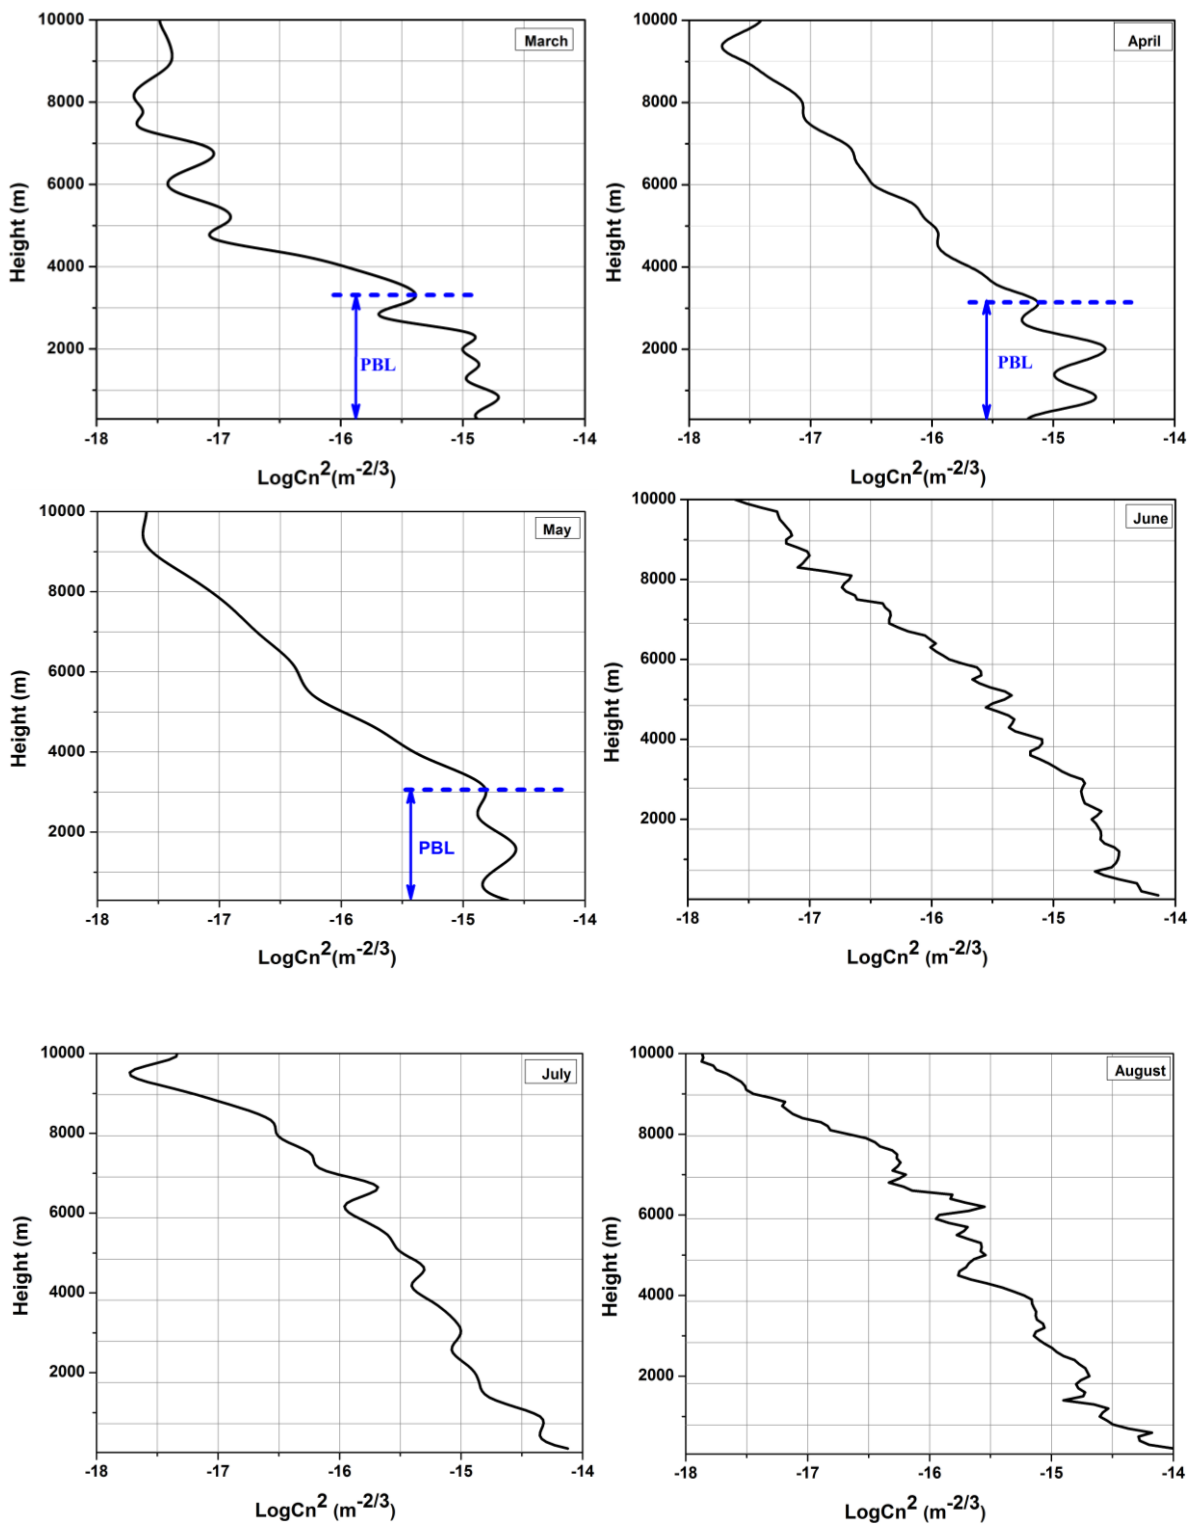 March
10000
8000
6000
4000
2000
Height (m)
PBL
-18
-17
-16
-15
-14
LogCn²(m⁻²/³)
April
10000
8000
6000
4000
2000
Height (m)
PBL
-18
-17
-16
-15
-14
LogCn²(m⁻²/³)
May
10000
8000
6000
4000
2000
Height (m)
PBL
-18
-17
-16
-15
-14
LogCn²(m⁻²/³)
June
10000
8000
6000
4000
2000
Height (m)
-18
-17
-16
-15
-14
LogCn² (m⁻²/³)
July
10000
8000
6000
4000
2000
Height (m)
-18
-17
-16
-15
-14
LogCn² (m⁻²/³)
August
10000
8000
6000
4000
2000
Height (m)
-18
-17
-16
-15
-14
LogCn² (m⁻²/³)